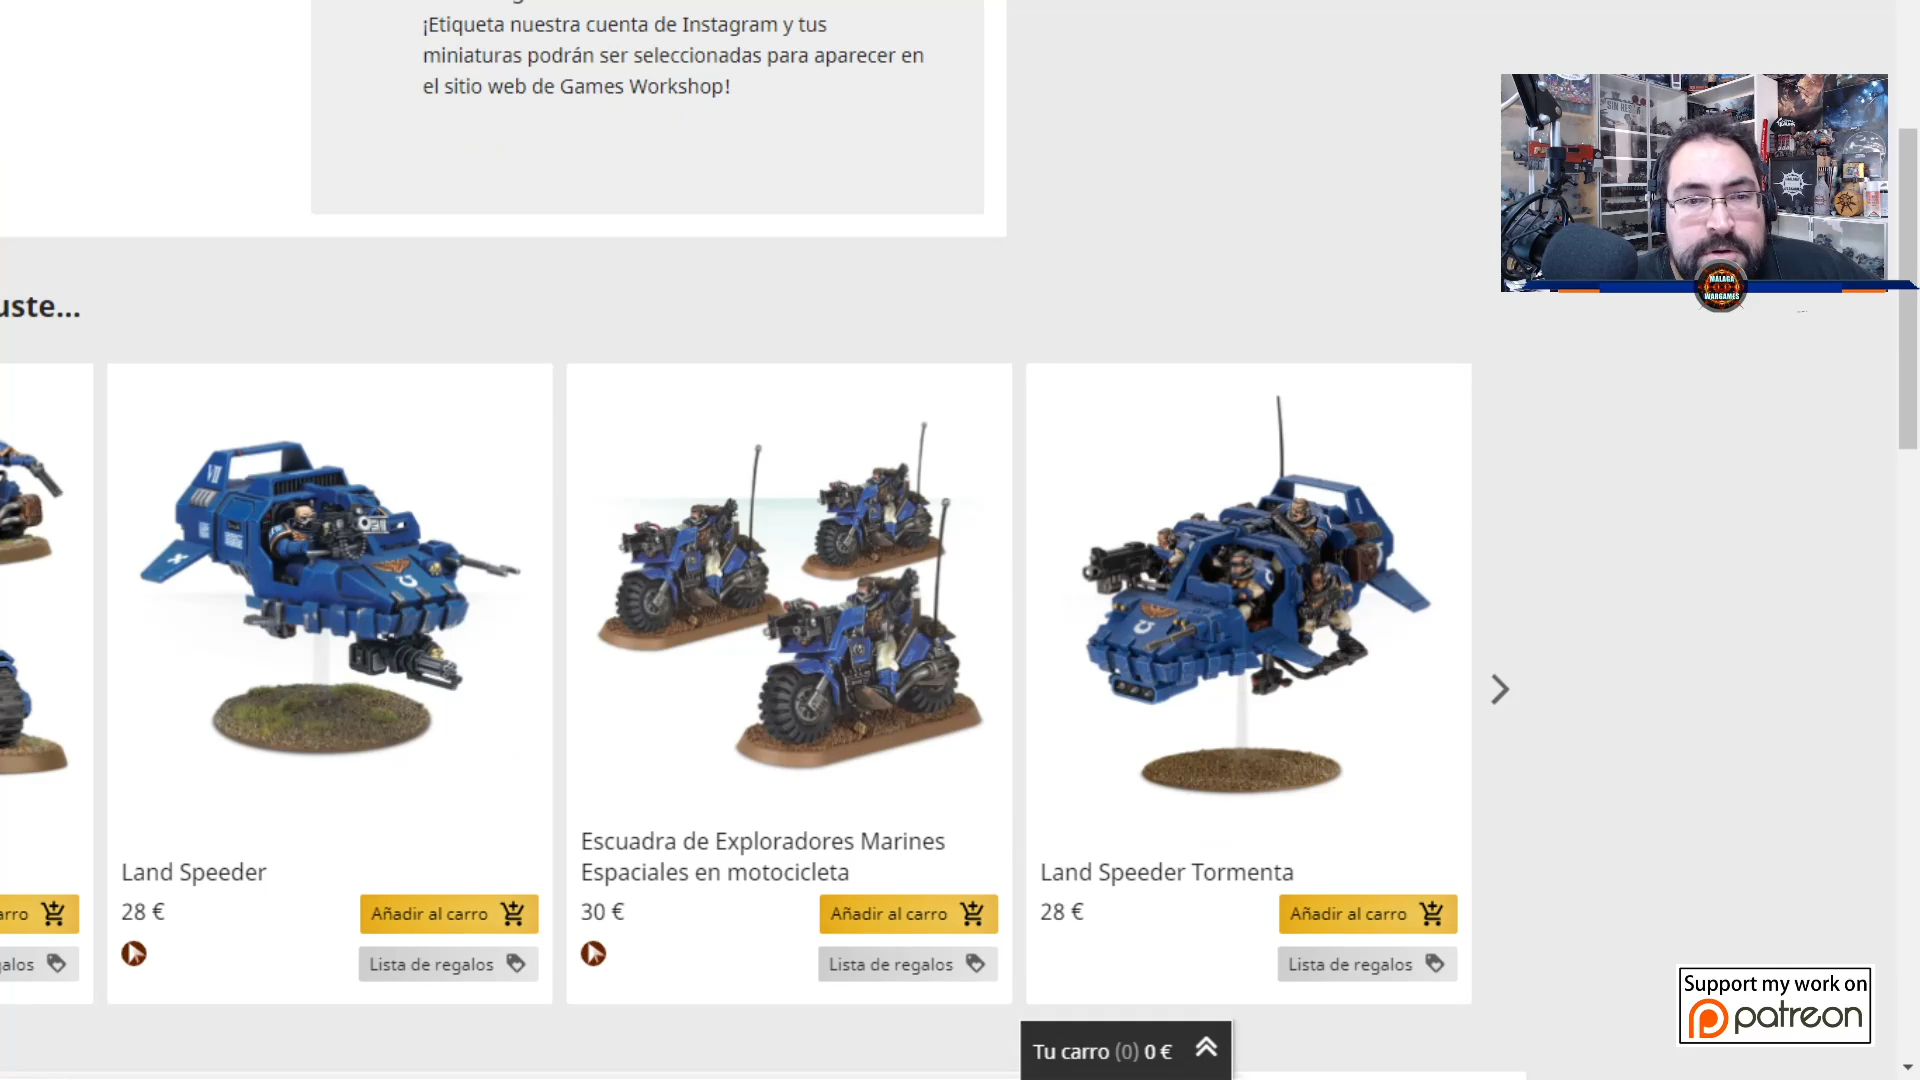 ¡Etiqueta nuestra cuenta de Instagram y tus
miniaturas podrán ser seleccionadas para aparecer en
el sitio web de Games Workshop!
MALAGA
WARGAMES
uste...
Land Speeder
28 €
Añadir al carro
Lista de regalos
Escuadra de Exploradores Marines
Espaciales en motocicleta
30 €
Añadir al carro
Lista de regalos
Land Speeder Tormenta
28 €
Añadir al carro
Lista de regalos
arro
galos
Support my work on
patreon
Tu carro (0) 0 €